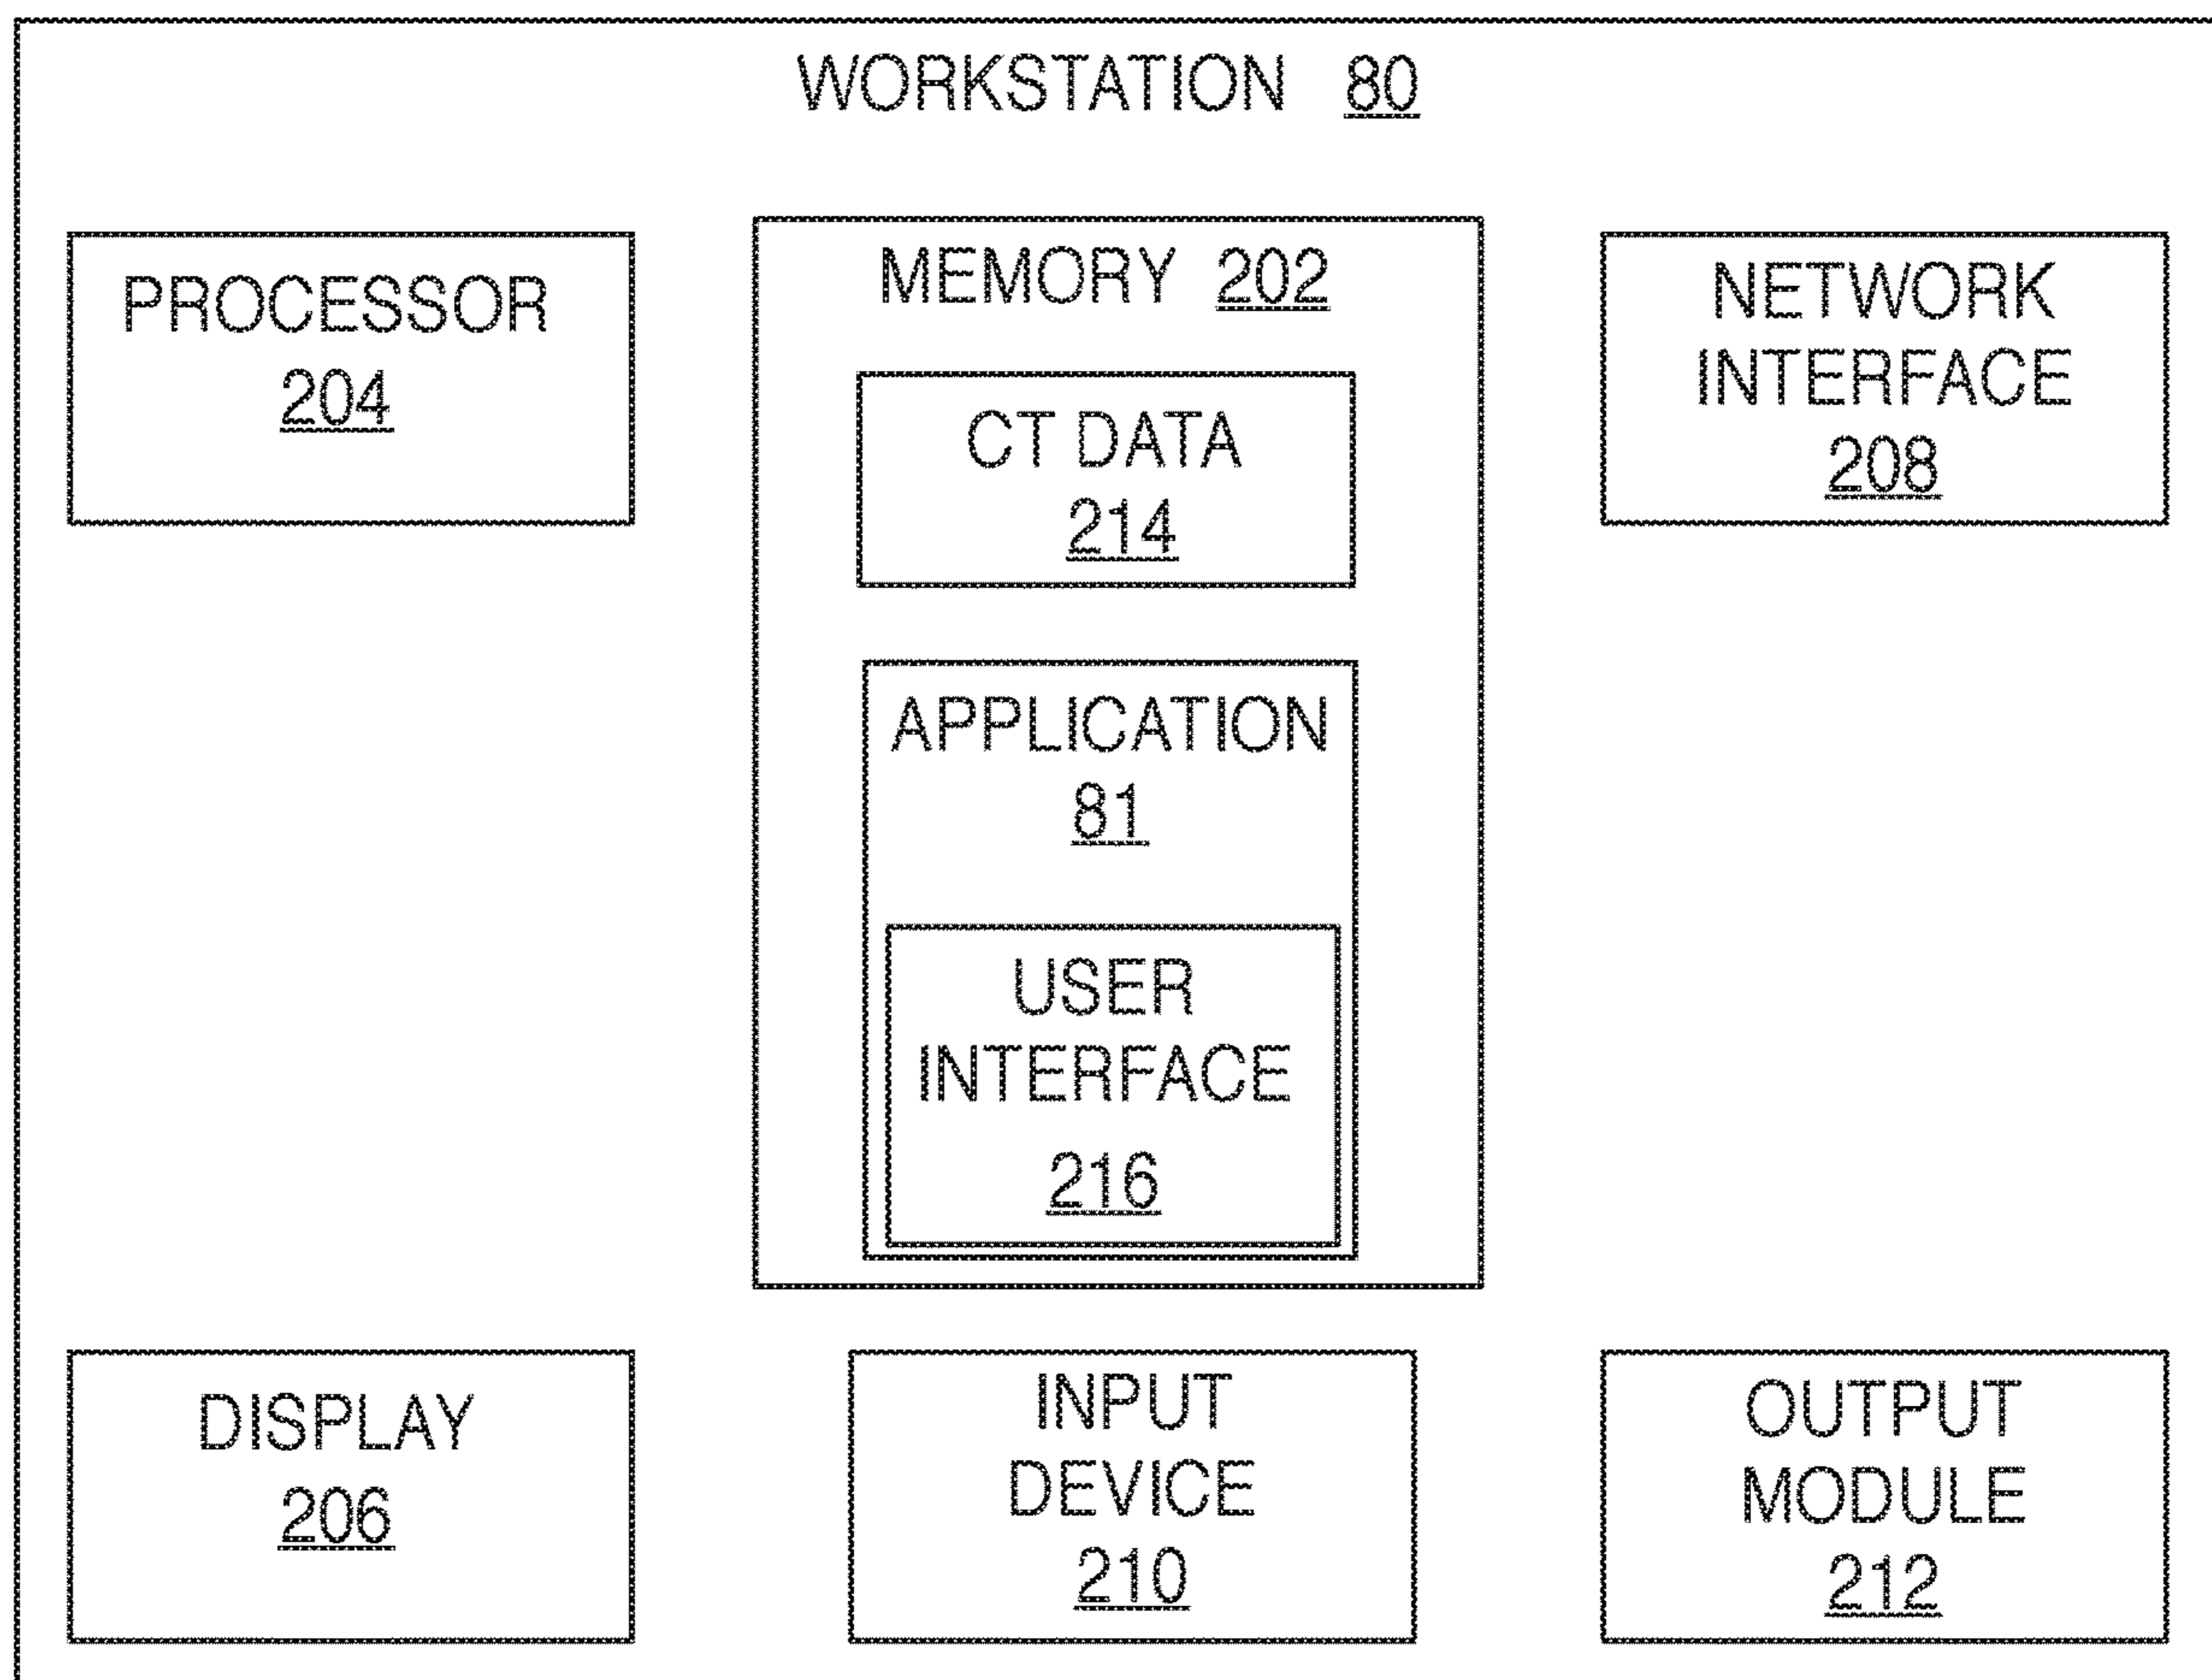 WORKSTATION 80
PROCESSOR
204
MEMORY 202
CT DATA
214
APPLICATION
81
USER
INTERFACE
216
NETWORK
INTERFACE
208
DISPLAY
206
INPUT
DEVICE
210
OUTPUT
MODULE
212